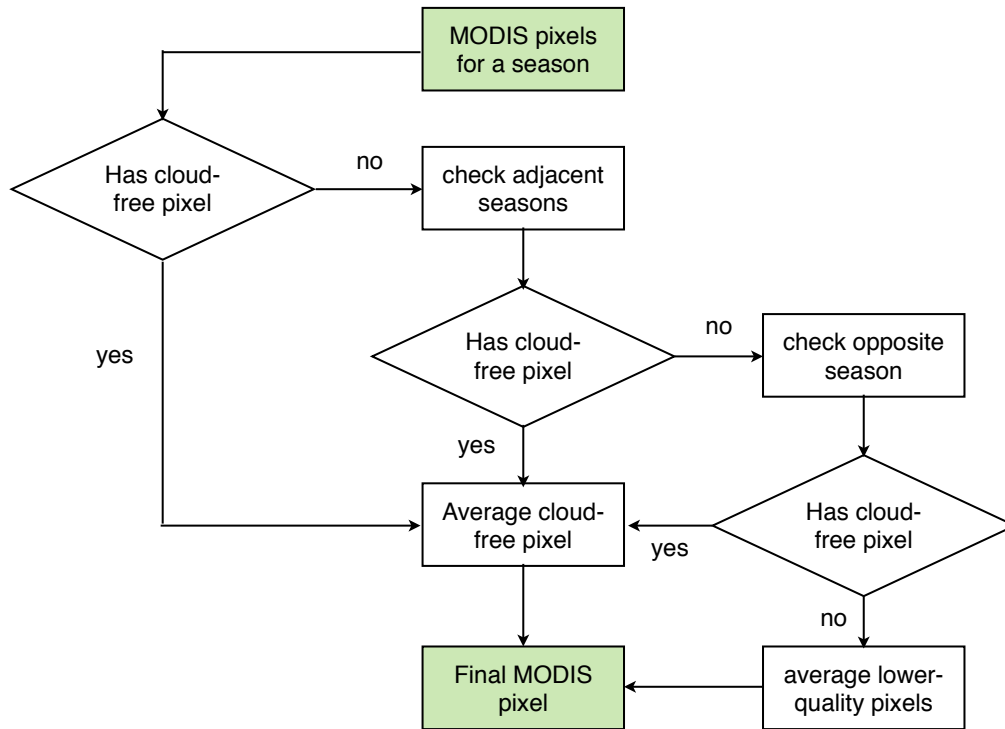 MODIS pixels
for a season
Has cloud-
free pixel
no
check adjacent
seasons
yes
Has cloud-
free pixel
no
check opposite
season
yes
Average cloud-
free pixel
yes
Has cloud-
free pixel
no
Final MODIS
pixel
average lower-
quality pixels